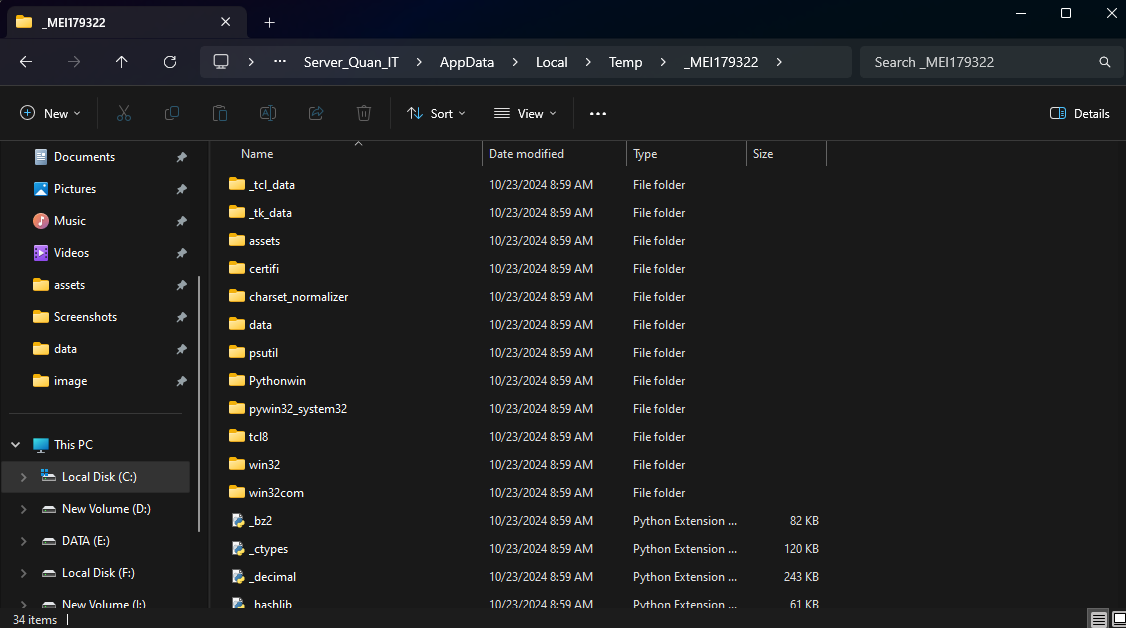 _MEI179322
Server_Quan_IT AppData Local Temp _MEI179322
Search _MEI179322
New Sort View Details
Documents
Pictures
Music
Videos
assets
Screenshots
data
image
This PC
Local Disk (C:)
New Volume (D:)
DATA (E:)
Local Disk (F:)
New Volume (I:)
Name Date modified Type Size
_tcl_data 10/23/2024 8:59 AM File folder
_tk_data 10/23/2024 8:59 AM File folder
assets 10/23/2024 8:59 AM File folder
certifi 10/23/2024 8:59 AM File folder
charset_normalizer 10/23/2024 8:59 AM File folder
data 10/23/2024 8:59 AM File folder
psutil 10/23/2024 8:59 AM File folder
Pythonwin 10/23/2024 8:59 AM File folder
pywin32_system32 10/23/2024 8:59 AM File folder
tcl8 10/23/2024 8:59 AM File folder
win32 10/23/2024 8:59 AM File folder
win32com 10/23/2024 8:59 AM File folder
_bz2 10/23/2024 8:59 AM Python Extension ... 82 KB
_ctypes 10/23/2024 8:59 AM Python Extension ... 120 KB
_decimal 10/23/2024 8:59 AM Python Extension ... 243 KB
_hashlib 10/23/2024 8:59 AM Python Extension ... 61 KB
34 items